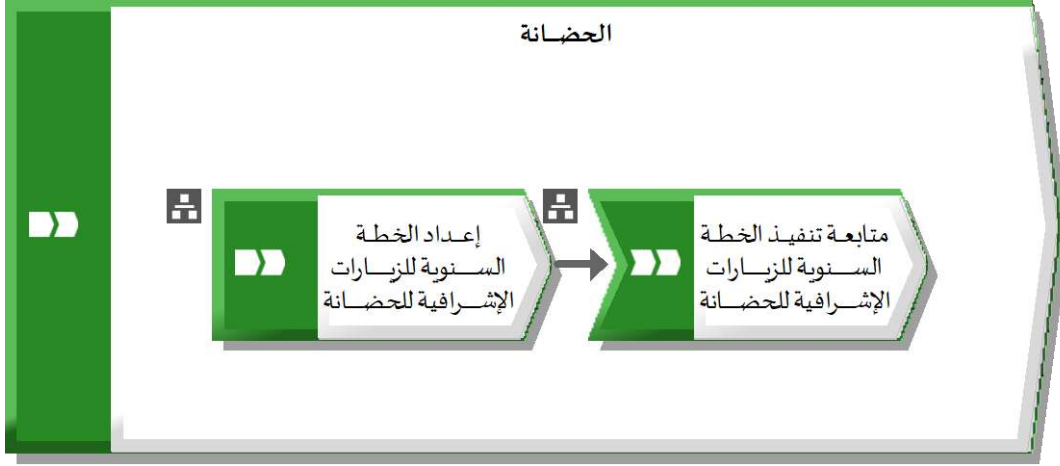 الحضانة
إعداد الخطة
السنوية للزيارات
الإشرافية للحضانة
متابعة تنفيذ الخطة
السنوية للزيارات
الإشرافية للحضانة